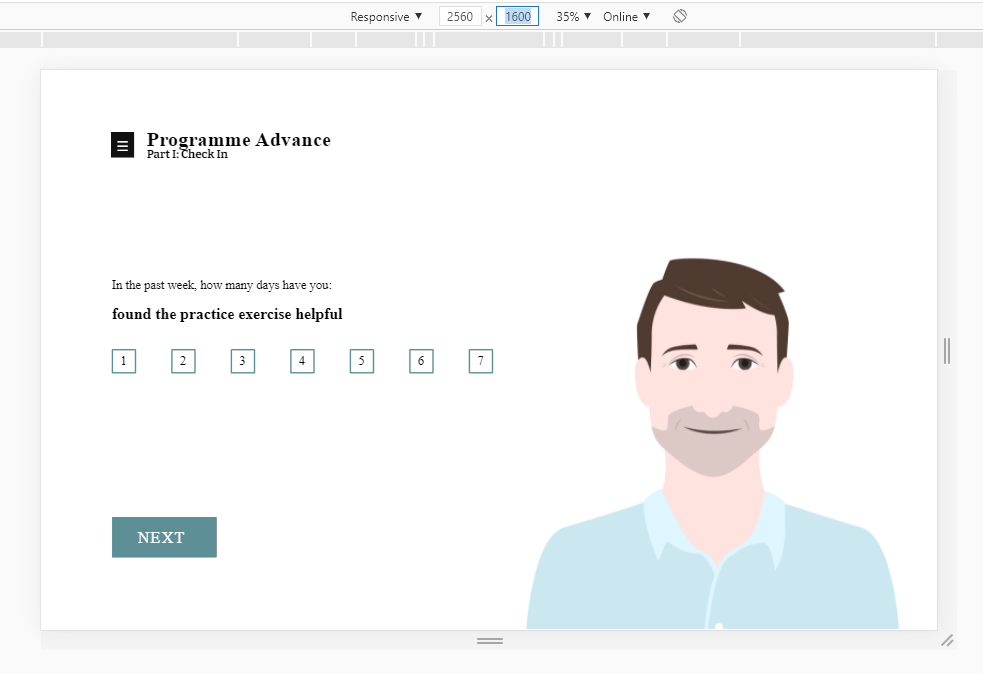 Responsive ▼ 2560 × 1600 35% ▼ Online ▼
Programme Advance
Part I: Check In
In the past week, how many days have you:
found the practice exercise helpful
1 2 3 4 5 6 7
NEXT